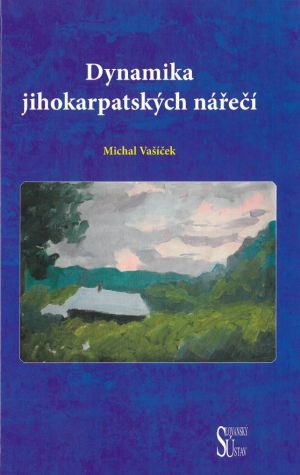 Dynamika
jihokarpatských nářečí
Michal Vašíček
SLOVANSKÝ
ÚSTAV